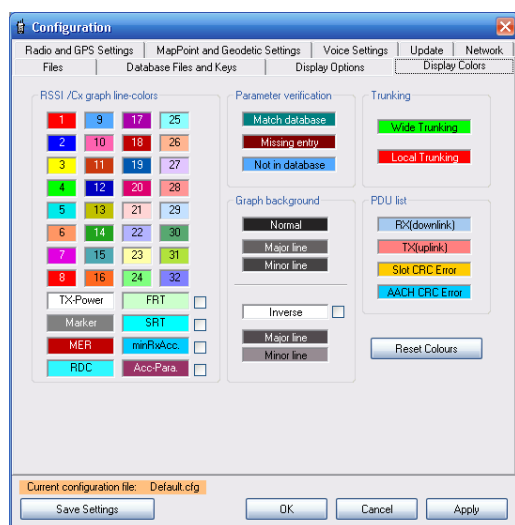 Configuration
Radio and GPS Settings MapPoint and Geodetic Settings Voice Settings Update Network
Files Database Files and Keys Display Options Display Colors
RSSI /Cx graph line-colors
1 9 17 25
2 10 18 26
3 11 19 27
4 12 20 28
5 13 21 29
6 14 22 30
7 15 23 31
8 16 24 32
TX-Power FRT
Marker SRT
MER minRxAcc.
RDC Acc-Para.
Parameter verification
Match database
Missing entry
Not in database
Graph background
Normal
Major line
Minor line
Inverse
Major line
Minor line
Trunking
Wide Trunking
Local Trunking
PDU list
RX(downlink)
TX(uplink)
Slot CRC Error
AACH CRC Error
Reset Colours
Current configuration file: Default.cfg
Save Settings OK Cancel Apply